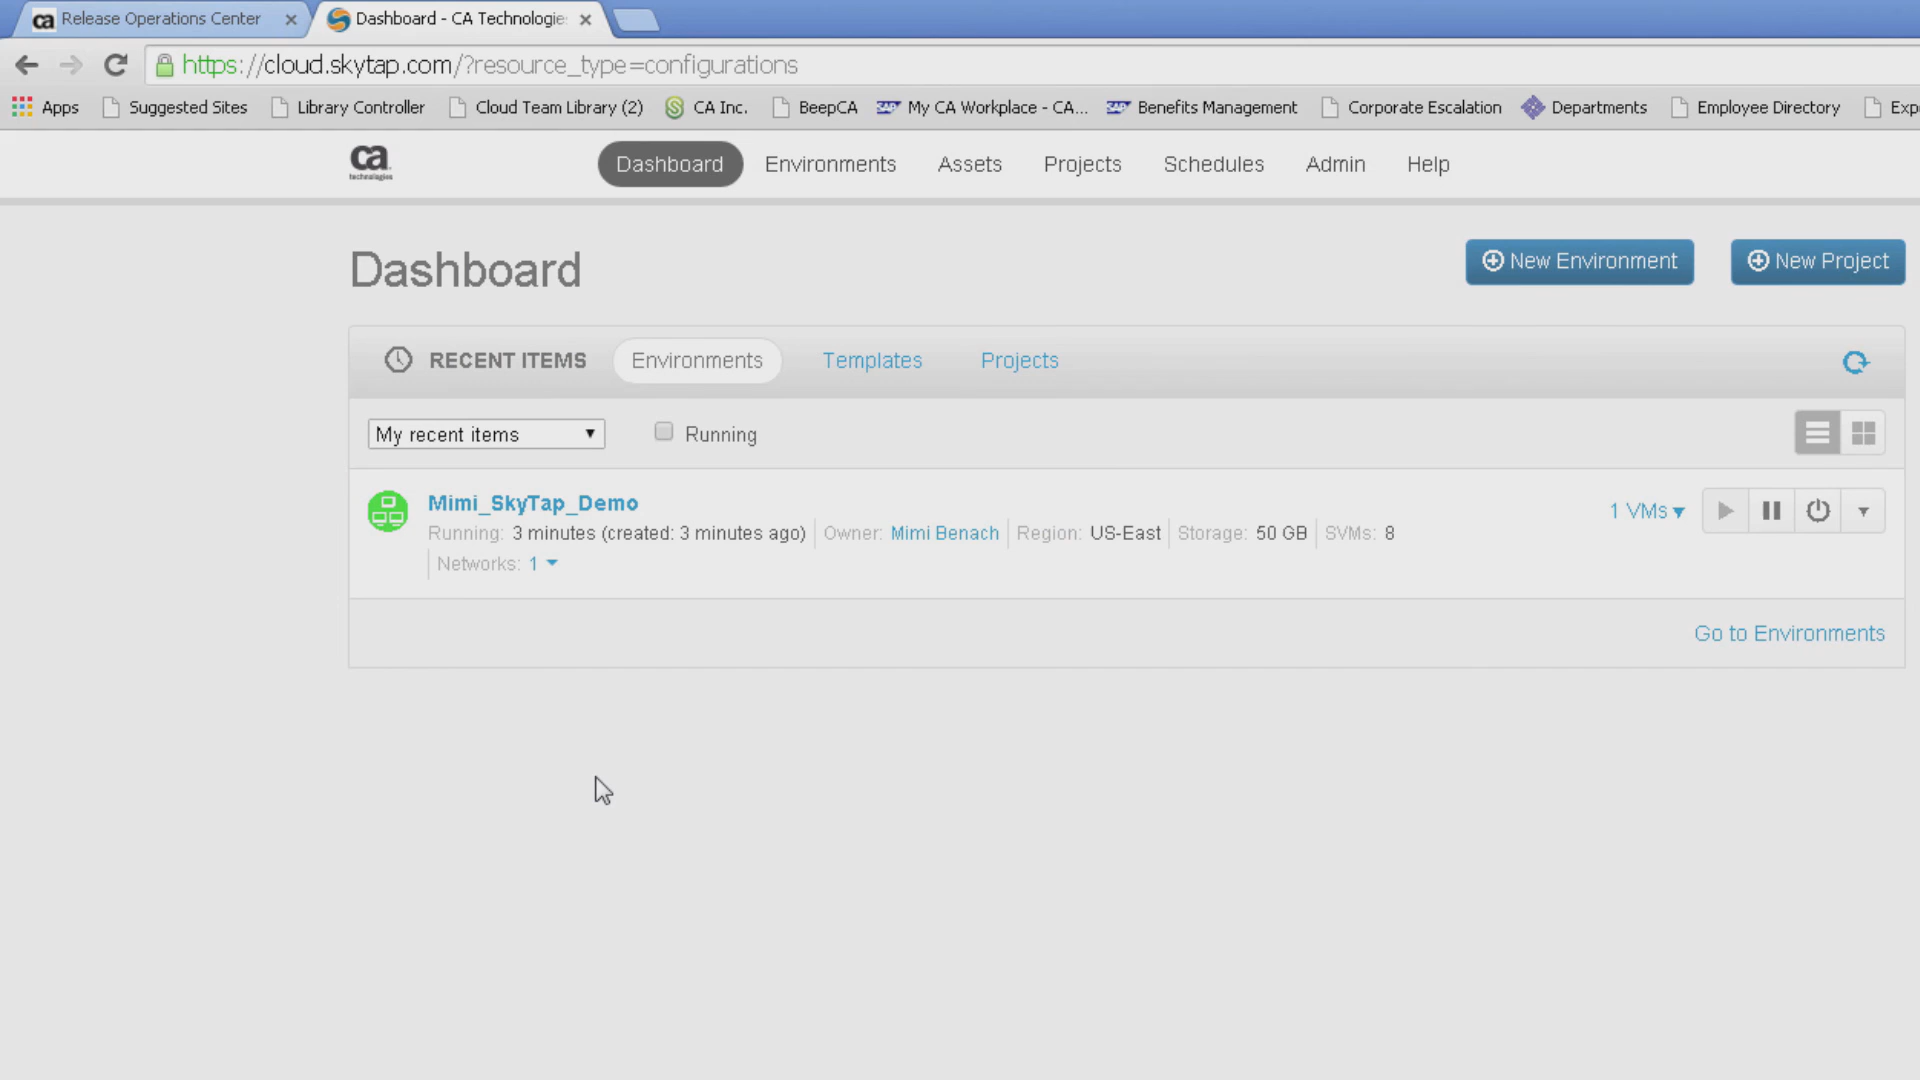 ca Release Operations Center
Dashboard - CA Technologie
https://cloud.skytap.com/?resource_type=configurations
Apps Suggested Sites Library Controller Cloud Team Library (2) CA Inc. BeepCA SAP My CA Workplace - CA... SAP Benefits Management Corporate Escalation Departments Employee Directory Exp
ca
technologies
Dashboard Environments Assets Projects Schedules Admin Help
Dashboard
New Environment New Project
RECENT ITEMS Environments Templates Projects
My recent items Running
Mimi_SkyTap_Demo
1 VMs
Running: 3 minutes (created: 3 minutes ago) Owner: Mimi Benach Region: US-East Storage: 50 GB SVMs: 8
Networks: 1
Go to Environments